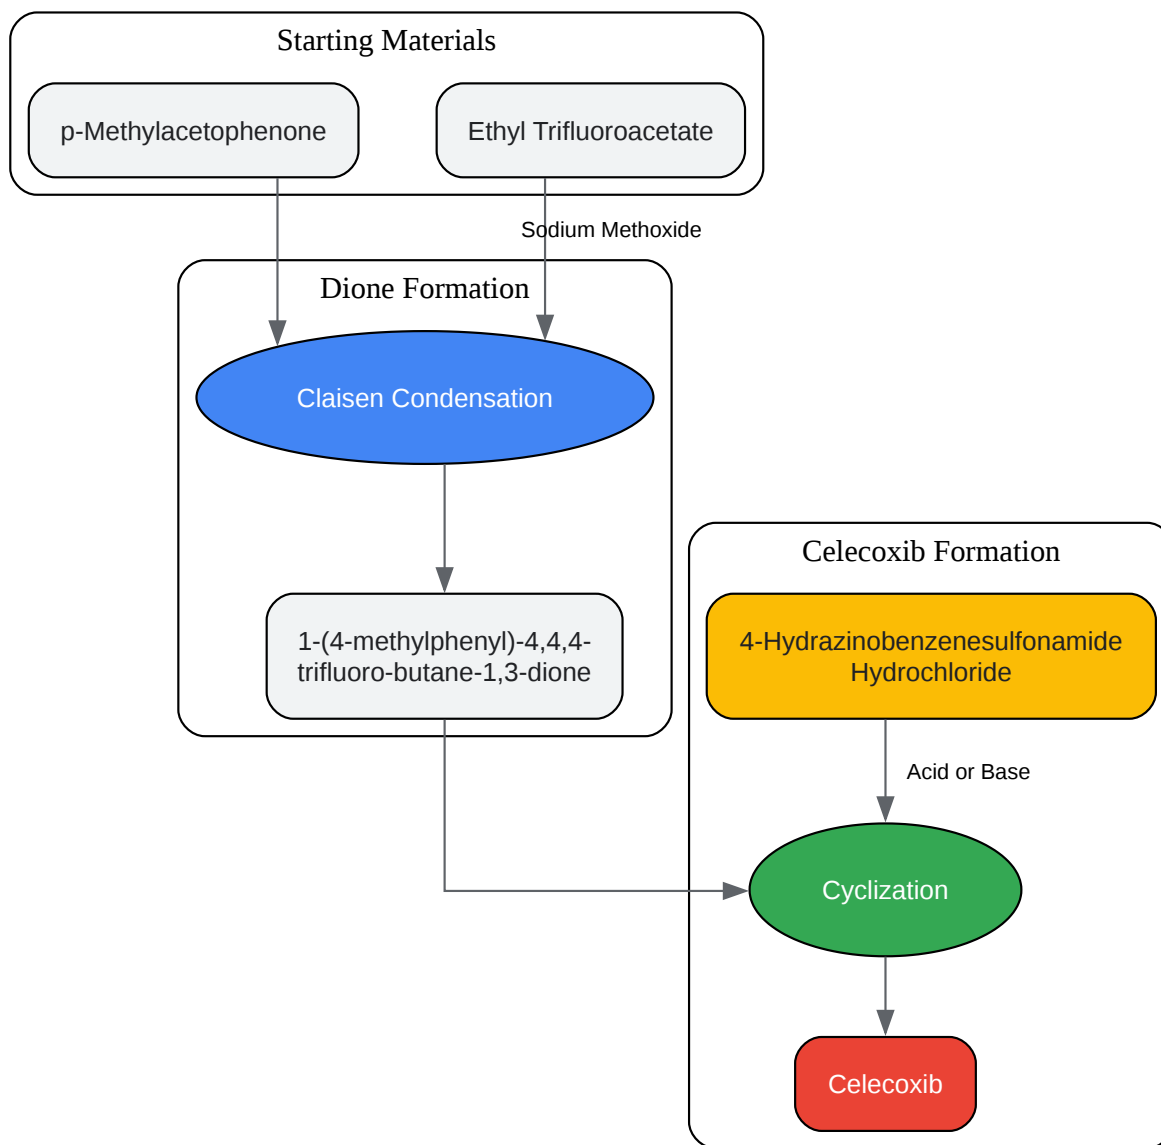 Starting Materials
p-Methylacetophenone
Ethyl Trifluoroacetate
Sodium Methoxide
Dione Formation
Claisen Condensation
1-(4-methylphenyl)-4,4,4-
trifluoro-butane-1,3-dione
Celecoxib Formation
4-Hydrazinobenzenesulfonamide
Hydrochloride
Acid or Base
Cyclization
Celecoxib